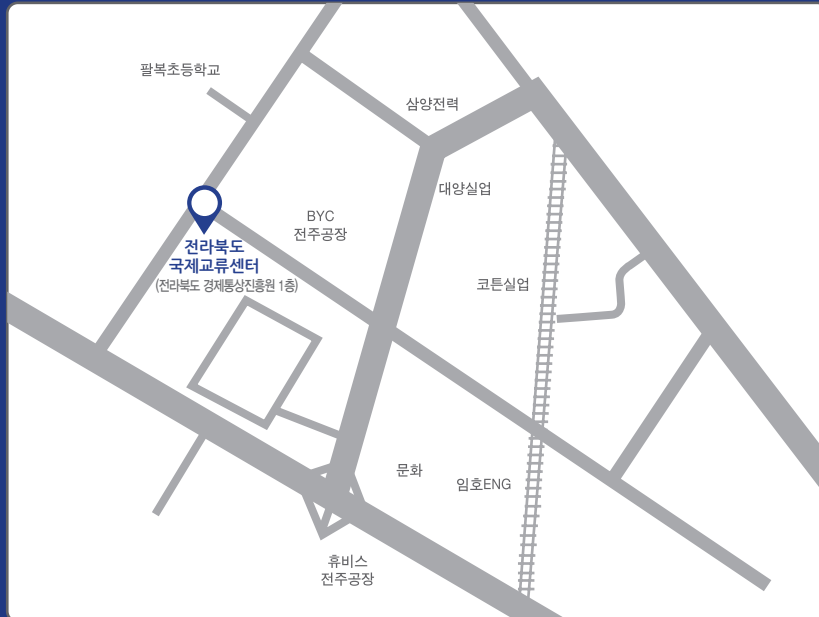 팔복초등학교
삼양전력
대양실업
BYC
전주공장
전라북도
국제교류센터
(전라북도 경제통상진흥원 1층)
코튼실업
문화
임호ENG
휴비스
전주공장